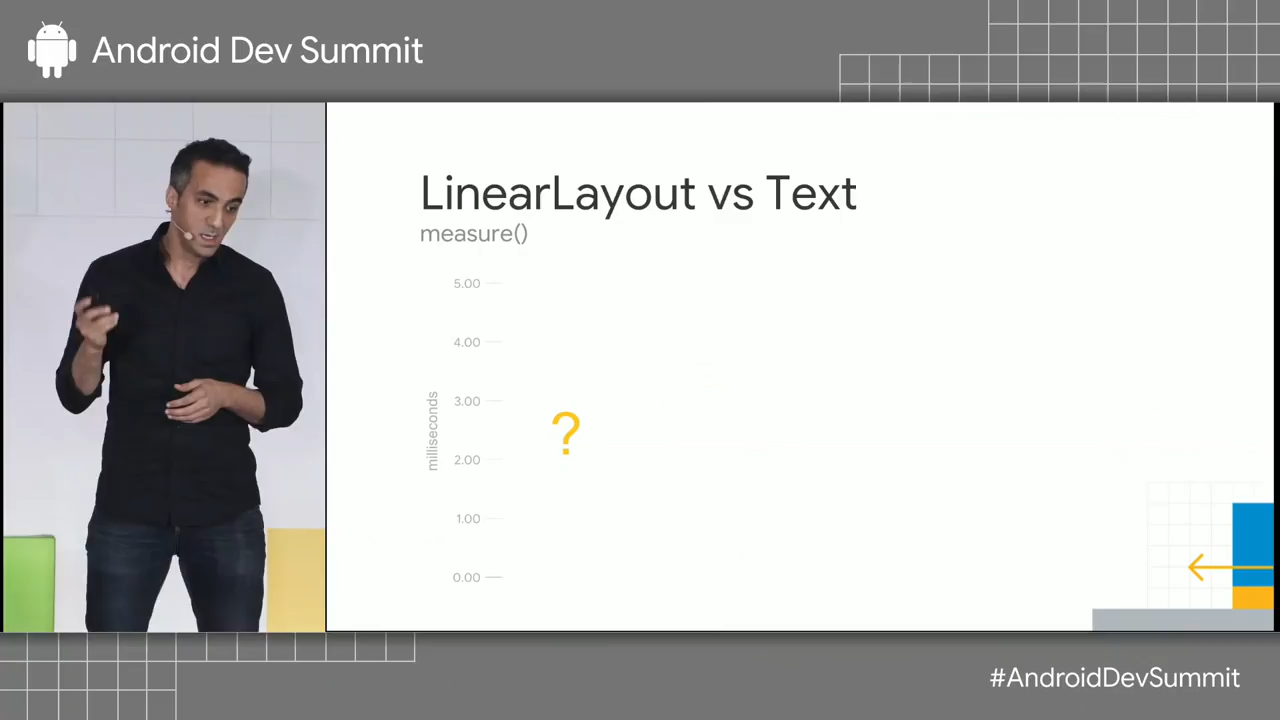 Android Dev Summit
LinearLayout vs Text
measure()
5.00
4.00
3.00
2.00
1.00
0.00
milliseconds
?
#AndroidDevSummit